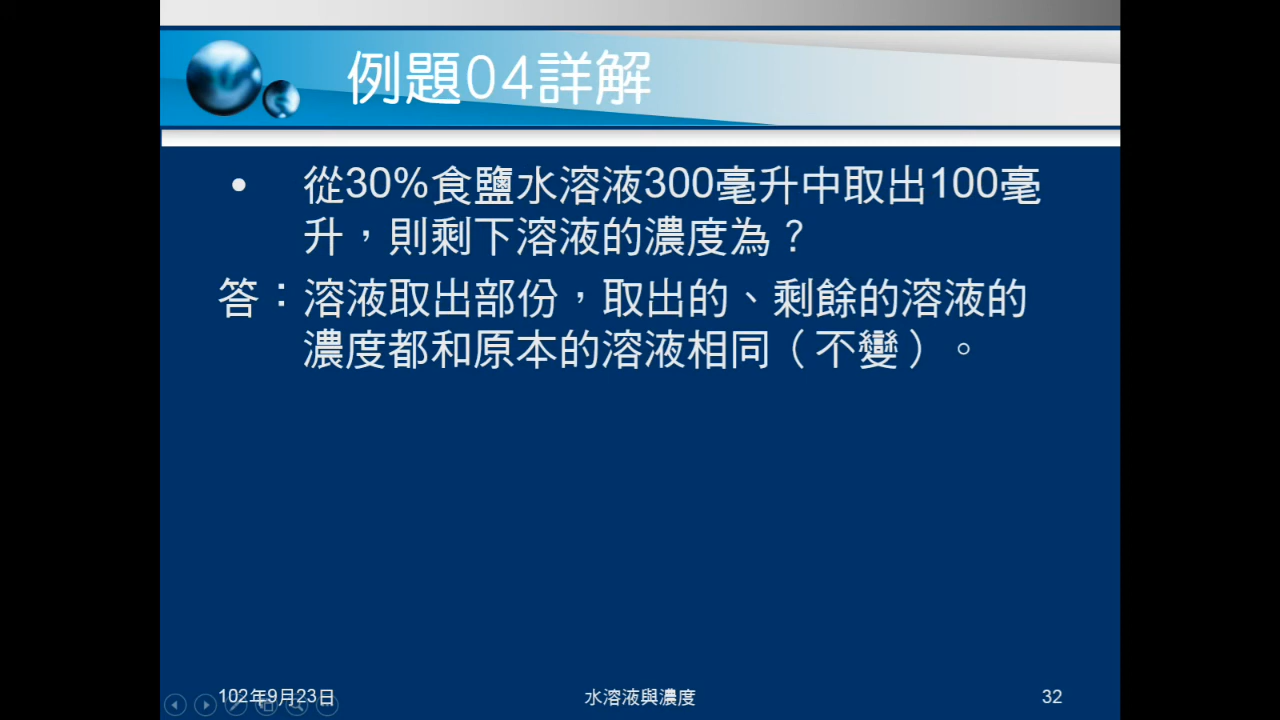 例題04詳解
• 從30%食鹽水溶液300毫升中取出100毫
升，則剩下溶液的濃度為？
答：溶液取出部份，取出的、剩餘的溶液的
濃度都和原本的溶液相同（不變）。
102年9月23日
水溶液與濃度
32